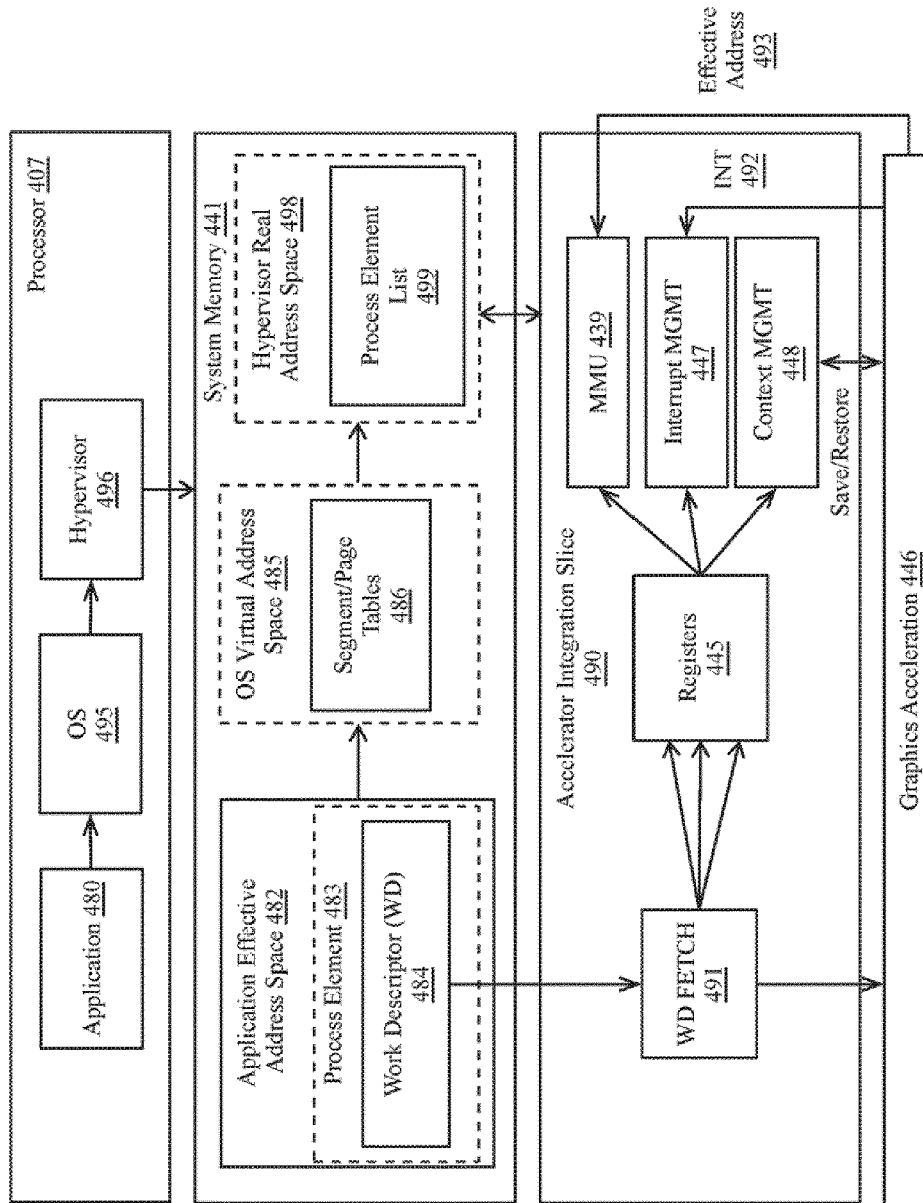 Processor 407
Application 480
OS
495
Hypervisor
496
System Memory 441
Application Effective
Address Space 482
Process Element 483
Work Descriptor (WD)
484
OS Virtual Address
Space 485
Segment/Page
Tables
486
Hypervisor Real
Address Space 498
Process Element
List
499
Accelerator Integration Slice
490
WD FETCH
491
Registers
445
MMU 439
Interrupt MGMT
447
Context MGMT
448
INT
492
Effective
Address
493
Save/Restore
Graphics Acceleration 446